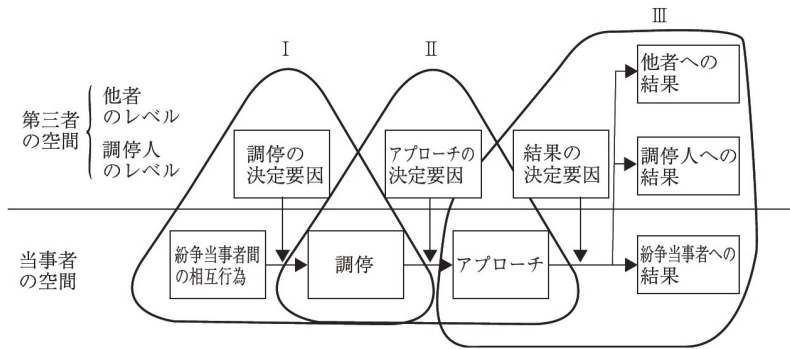 Ⅰ
Ⅱ
Ⅲ
第三者
の空間
他者
のレベル
調停人
のレベル
調停の
決定要因
アプローチの
決定要因
結果の
決定要因
他者への
結果
調停人への
結果
当事者
の空間
紛争当事者間
の相互行為
調停
アプローチ
紛争当事者への
結果